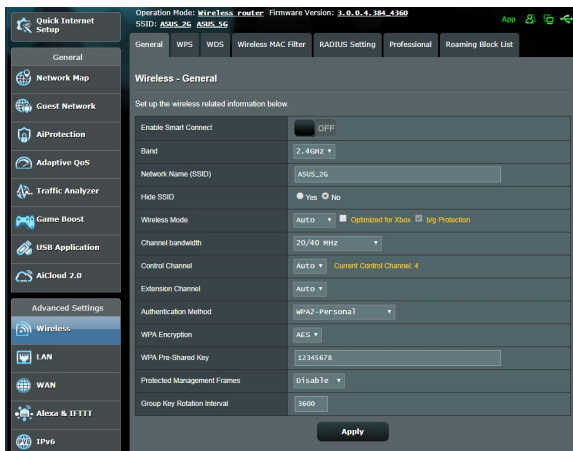 Quick Internet
Setup
Operation Mode: Wireless router Firmware Version: 3.0.0.4.384_4360
SSID: ASUS_2G ASUS_5G
App
General WPS WDS Wireless MAC Filter RADIUS Setting Professional Roaming Block List
General
Network Map
Guest Network
AiProtection
Adaptive QoS
Traffic Analyzer
Game Boost
USB Application
AiCloud 2.0
Advanced Settings
Wireless
LAN
WAN
Alexa & IFTTT
IPv6
Wireless - General
Set up the wireless related information below.
Enable Smart Connect OFF
Band 2.4GHz
Network Name (SSID) ASUS_2G
Hide SSID Yes No
Wireless Mode Auto Optimized for Xbox b/g Protection
Channel bandwidth 20/40 MHz
Control Channel Auto Current Control Channel: 4
Extension Channel Auto
Authentication Method WPA2-Personal
WPA Encryption AES
WPA Pre-Shared Key 12345678
Protected Management Frames Disable
Group Key Rotation Interval 3600
Apply